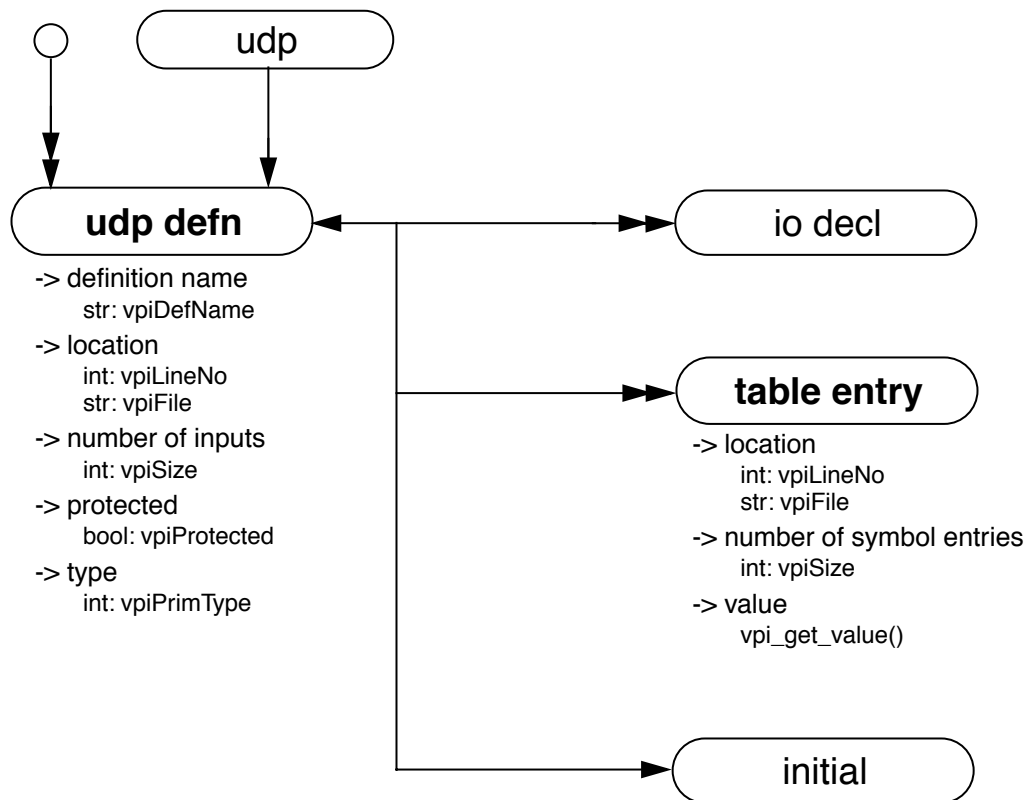 udp
udp defn
-> definition name
str: vpiDefName
-> location
int: vpiLineNo
str: vpiFile
-> number of inputs
int: vpiSize
-> protected
bool: vpiProtected
-> type
int: vpiPrimType
io decl
table entry
-> location
int: vpiLineNo
str: vpiFile
-> number of symbol entries
int: vpiSize
-> value
vpi_get_value()
initial